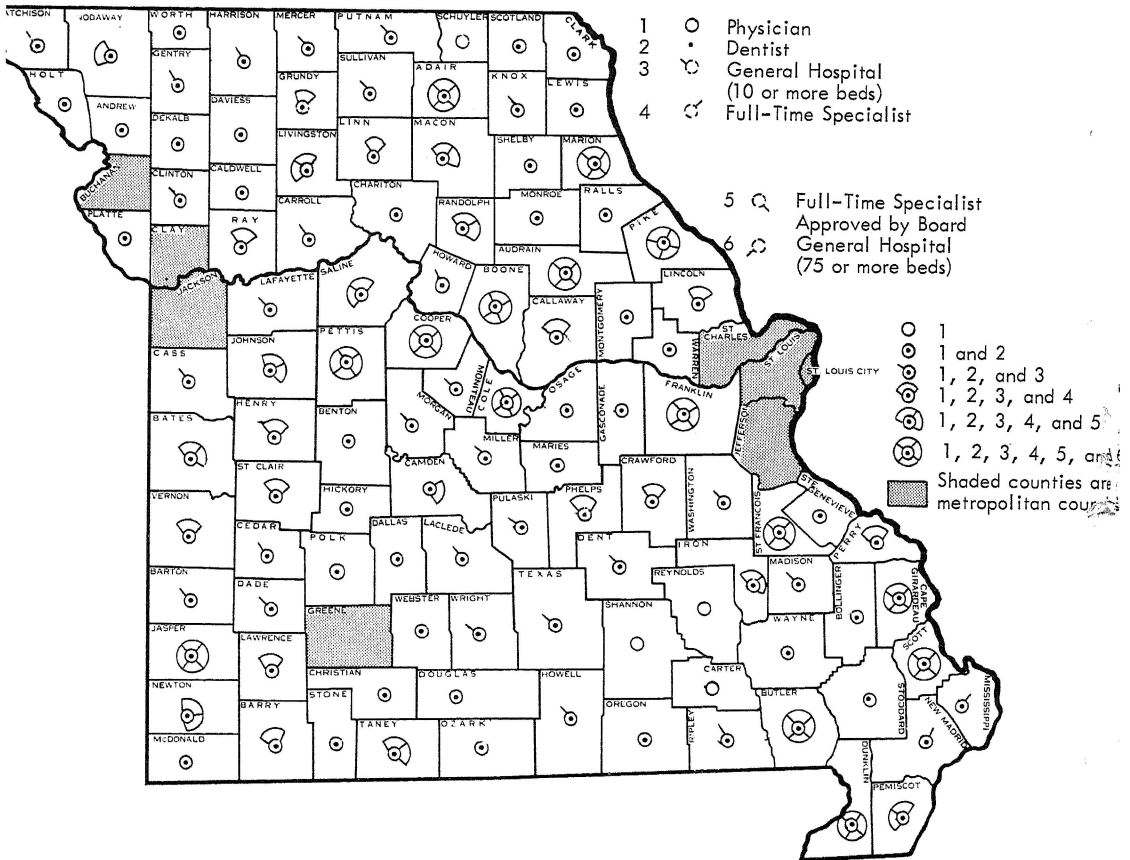 ATCHISON
NODAWAY
WORTH
HARRISON
MERCER
PUTNAM
SCHUYLER
SCOTLAND
CLARK
HOLT
GENTRY
SULLIVAN
ADAIR
KNOX
LEWIS
GRUNDY
ANDREW
DEKALB
DAVIESS
LIVINGSTON
LINN
MACON
SHELBY
MARION
BUCHANAN
CLINTON
CALDWELL
CHARITON
RANDOLPH
MONROE
RALLS
PLATTE
CLAY
RAY
CARROLL
PIKE
AUDRAIN
JACKSON
LAFAYETTE
SALINE
HOWARD
BOONE
CALLAWAY
MONTGOMERY
LINCOLN
WARREN
ST
CHARLES
ST LOUIS
ST LOUIS CITY
CASS
JOHNSON
PETTIS
COOPER
MONITEAU
COLE
OSAGE
GASCONADE
FRANKLIN
JEFFERSON
BATES
HENRY
BENTON
MORGAN
MILLER
MARIES
ST CLAIR
CAMDEN
PULASKI
PHELPS
CRAWFORD
WASHINGTON
ST FRANCOIS
STE
GENEVIEVE
VERNON
HICKORY
CEDAR
POLK
DALLAS
LACLEDE
DENT
IRON
PERRY
BARTON
DADE
TEXAS
REYNOLDS
MADISON
BOLLINGER
CAPE
GIRARDEAU
GREENE
WEBSTER
WRIGHT
SHANNON
WAYNE
JASPER
LAWRENCE
SCOTT
CHRISTIAN
DOUGLAS
HOWELL
CARTER
BUTLER
STODDARD
MISSISSIPPI
NEWTON
BARRY
STONE
TANEY
OZARK
OREGON
RIPLEY
NEW MADRID
McDONALD
DUNKLIN
PEMISCOT
1 Physician
2 Dentist
3 General Hospital
(10 or more beds)
4 Full-Time Specialist
5 Full-Time Specialist
Approved by Board
6 General Hospital
(75 or more beds)
1
1 and 2
1, 2, and 3
1, 2, 3, and 4
1, 2, 3, 4, and 5
1, 2, 3, 4, 5,
Shaded counties are
metropolitan